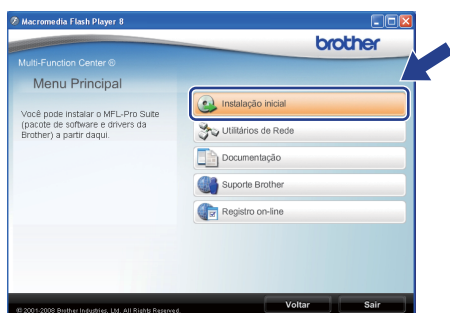 Macromedia Flash Player 8
brother
Multi-Function Center ®
Menu Principal
Você pode instalar o MFL-Pro Suite
(pacote de software e drivers da
Brother) a partir daqui.
Instalação inicial
Utilitários de Rede
Documentação
Suporte Brother
Registro on-line
© 2001-2008 Brother Industries, Ltd. All Rights Reserved.
Voltar
Sair